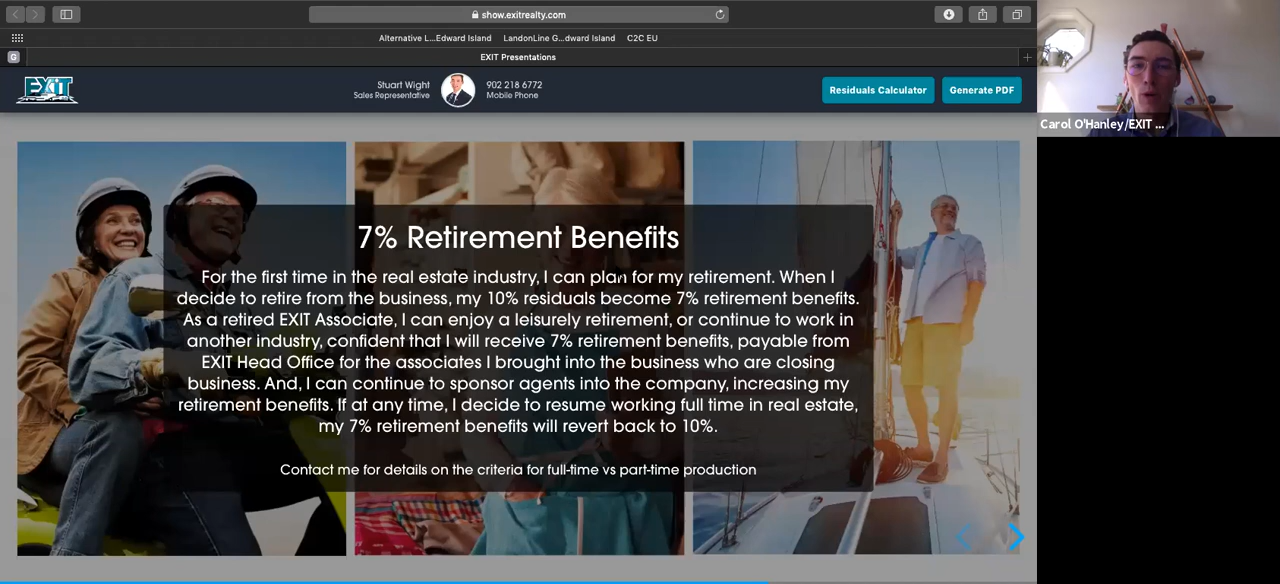 show.exitrealty.com
Alternative L...Edward Island LandonLine G...dward Island C2C EU
G
EXIT Presentations
EXIT
Stuart Wight
Sales Representative
902 218 6772
Mobile Phone
Residuals Calculator
Generate PDF
Carol O'Hanley/EXIT ...
7% Retirement Benefits
For the first time in the real estate industry, I can plan for my retirement. When I
decide to retire from the business, my 10% residuals become 7% retirement benefits.
As a retired EXIT Associate, I can enjoy a leisurely retirement, or continue to work in
another industry, confident that I will receive 7% retirement benefits, payable from
EXIT Head Office for the associates I brought into the business who are closing
business. And, I can continue to sponsor agents into the company, increasing my
retirement benefits. If at any time, I decide to resume working full time in real estate,
my 7% retirement benefits will revert back to 10%.
Contact me for details on the criteria for full-time vs part-time production